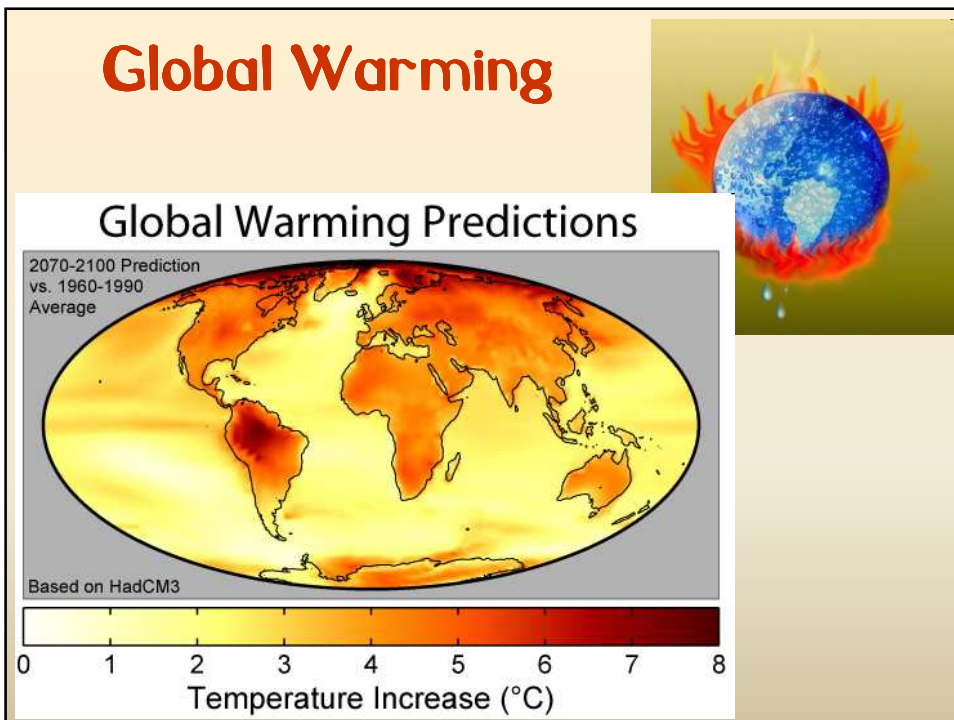 Global Warming
Global Warming Predictions
2070-2100 Prediction
vs. 1960-1990
Average
Based on HadCM3
0 1 2 3 4 5 6 7 8
Temperature Increase (°C)